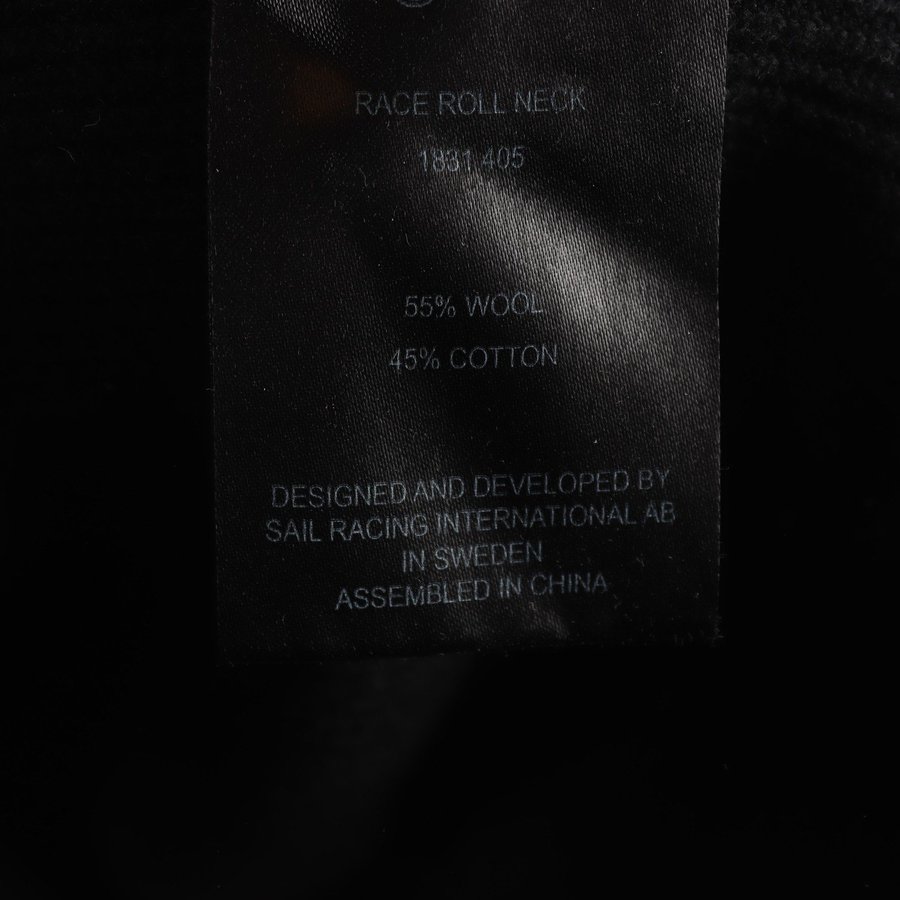 RACE ROLL NECK
1831 405
55% WOOL
45% COTTON
DESIGNED AND DEVELOPED BY
SAIL RACING INTERNATIONAL AB
IN SWEDEN
ASSEMBLED IN CHINA